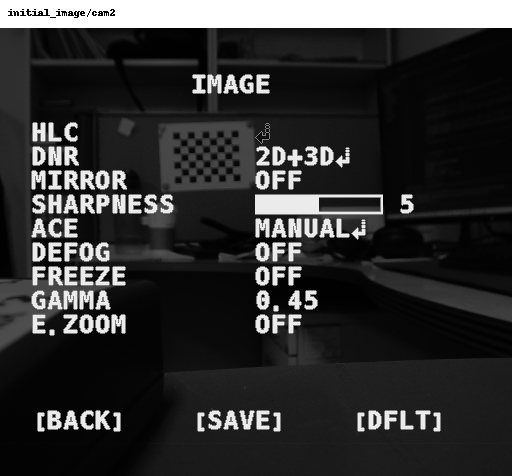 initial_image/cam2
IMAGE
HLC
DNR 2D+3D↲
MIRROR OFF
SHARPNESS 5
ACE MANUAL↲
DEFOG OFF
FREEZE OFF
GAMMA 0.45
E.ZOOM OFF
[BACK] [SAVE] [DFLT]